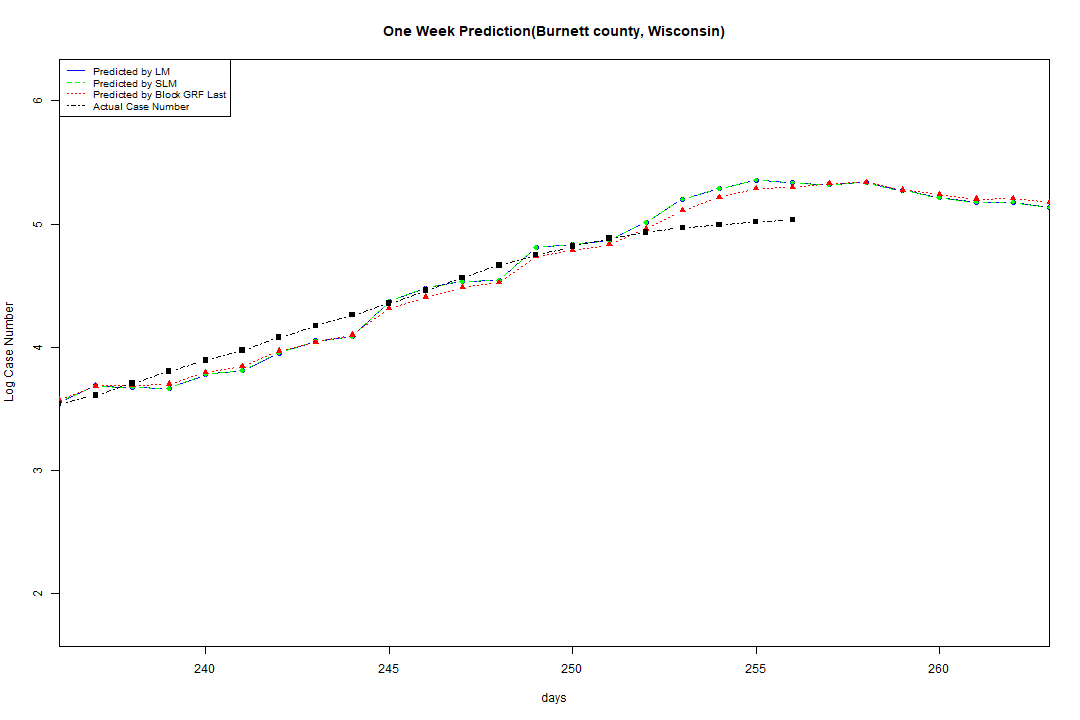 One Week Prediction(Burnett county, Wisconsin)
Predicted by LM
Predicted by SLM
Predicted by Block GRF Last
Actual Case Number
6
5
4
3
2
Log Case Number
240 245 250 255 260
days